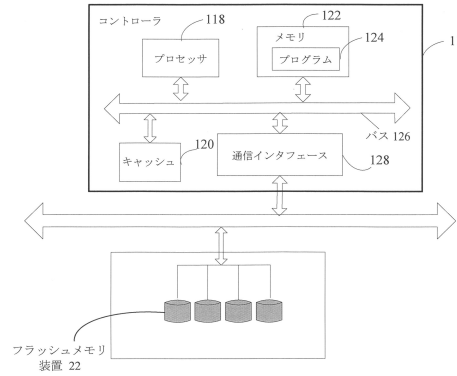 コントローラ
118
プロセッサ
122
メモリ
124
プログラム
1
バス 126
120
キャッシュ
通信インタフェース
128
フラッシュメモリ
装置 22